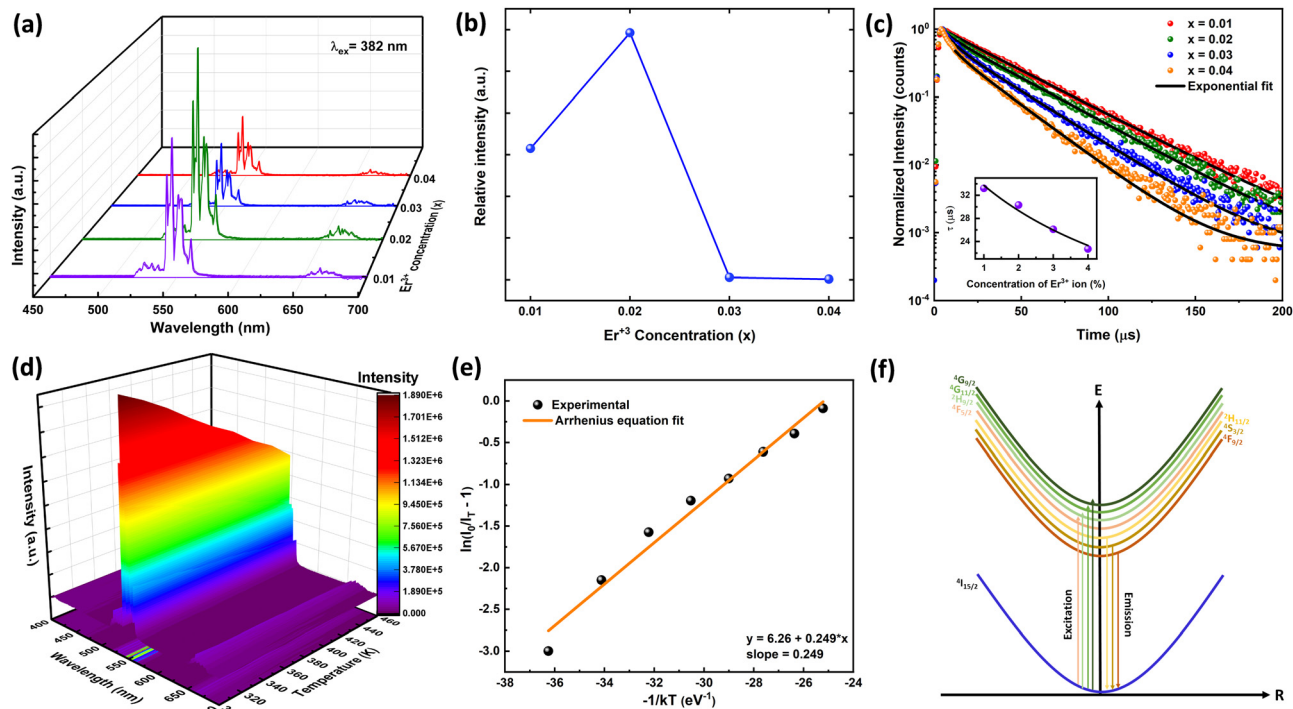 (a)
λex= 382 nm
Intensity (a.u.)
0.04
0.03
0.02
0.01
Er3+ concentration (x)
450 500 550 600 650 700
Wavelength (nm)
(b)
Relative intensity (a.u.)
0.01 0.02 0.03 0.04
Er+3 Concentration (x)
(c)
x = 0.01
x = 0.02
x = 0.03
x = 0.04
Exponential fit
Normalized Intensity (counts)
10^0
10^-1
10^-2
10^-3
10^-4
τ (μs)
32
28
24
1 2 3 4
Concentration of Er3+ ion (%)
0 50 100 150 200
Time (μs)
(d)
Intensity
1.890E+6
1.701E+6
1.512E+6
1.323E+6
1.134E+6
9.450E+5
7.560E+5
5.670E+5
3.780E+5
1.890E+5
0.000
Intensity (a.u.)
400 450 500 550 600 650
Wavelength (nm)
320 340 360 380 400 420 440 460
Temperature (K)
(e)
Experimental
Arrhenius equation fit
ln(I0/IT - 1)
0.0
-0.5
-1.0
-1.5
-2.0
-2.5
-3.0
y = 6.26 + 0.249*x
slope = 0.249
-38 -36 -34 -32 -30 -28 -26 -24
-1/kT (eV-1)
(f)
E
4G9/2
4G11/2
2H9/2
4F5/2
2H11/2
4S3/2
4F9/2
4I15/2
Excitation
Emission
R